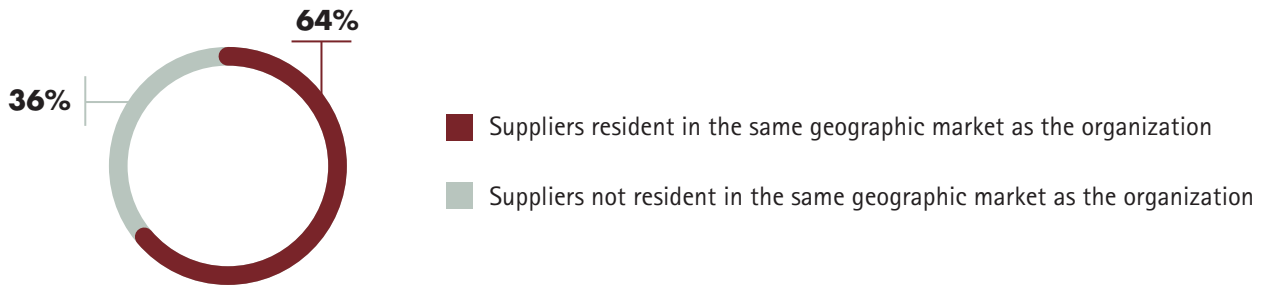 64%
36%
Suppliers resident in the same geographic market as the organization
Suppliers not resident in the same geographic market as the organization